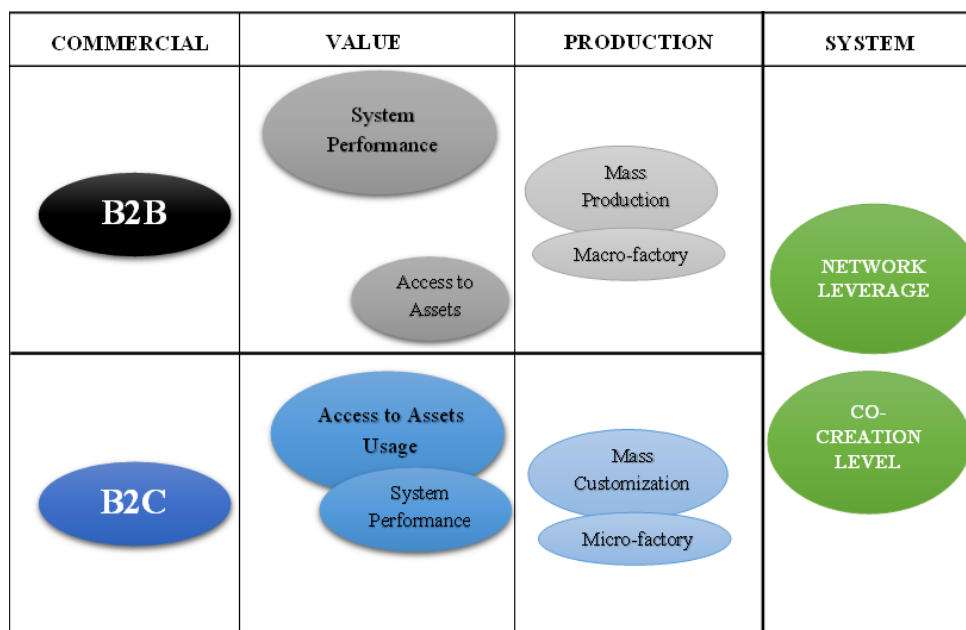 COMMERCIAL
VALUE
PRODUCTION
SYSTEM
B2B
System
Performance
Access to
Assets
Mass
Production
Macro-factory
NETWORK
LEVERAGE
B2C
Access to Assets
Usage
System
Performance
Mass
Customization
Micro-factory
CO-
CREATION
LEVEL